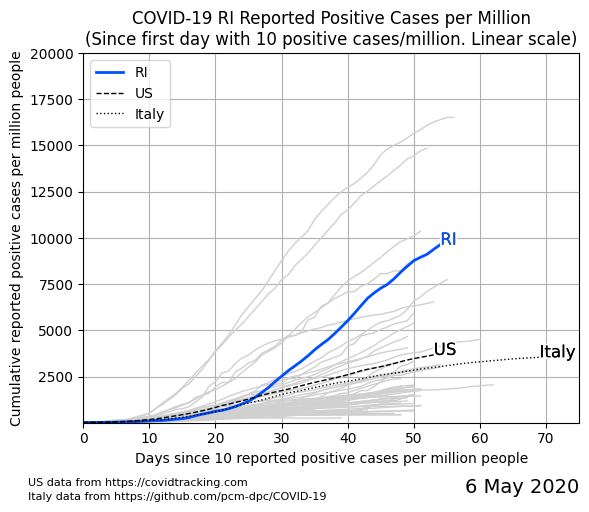 COVID-19 RI Reported Positive Cases per Million
(Since first day with 10 positive cases/million. Linear scale)
Cumulative reported positive cases per million people
20000
17500
15000
12500
10000
7500
5000
2500
RI
US
Italy
RI
US
Italy
0
10
20
30
40
50
60
70
Days since 10 reported positive cases per million people
US data from https://covidtracking.com
Italy data from https://github.com/pcm-dpc/COVID-19
6 May 2020